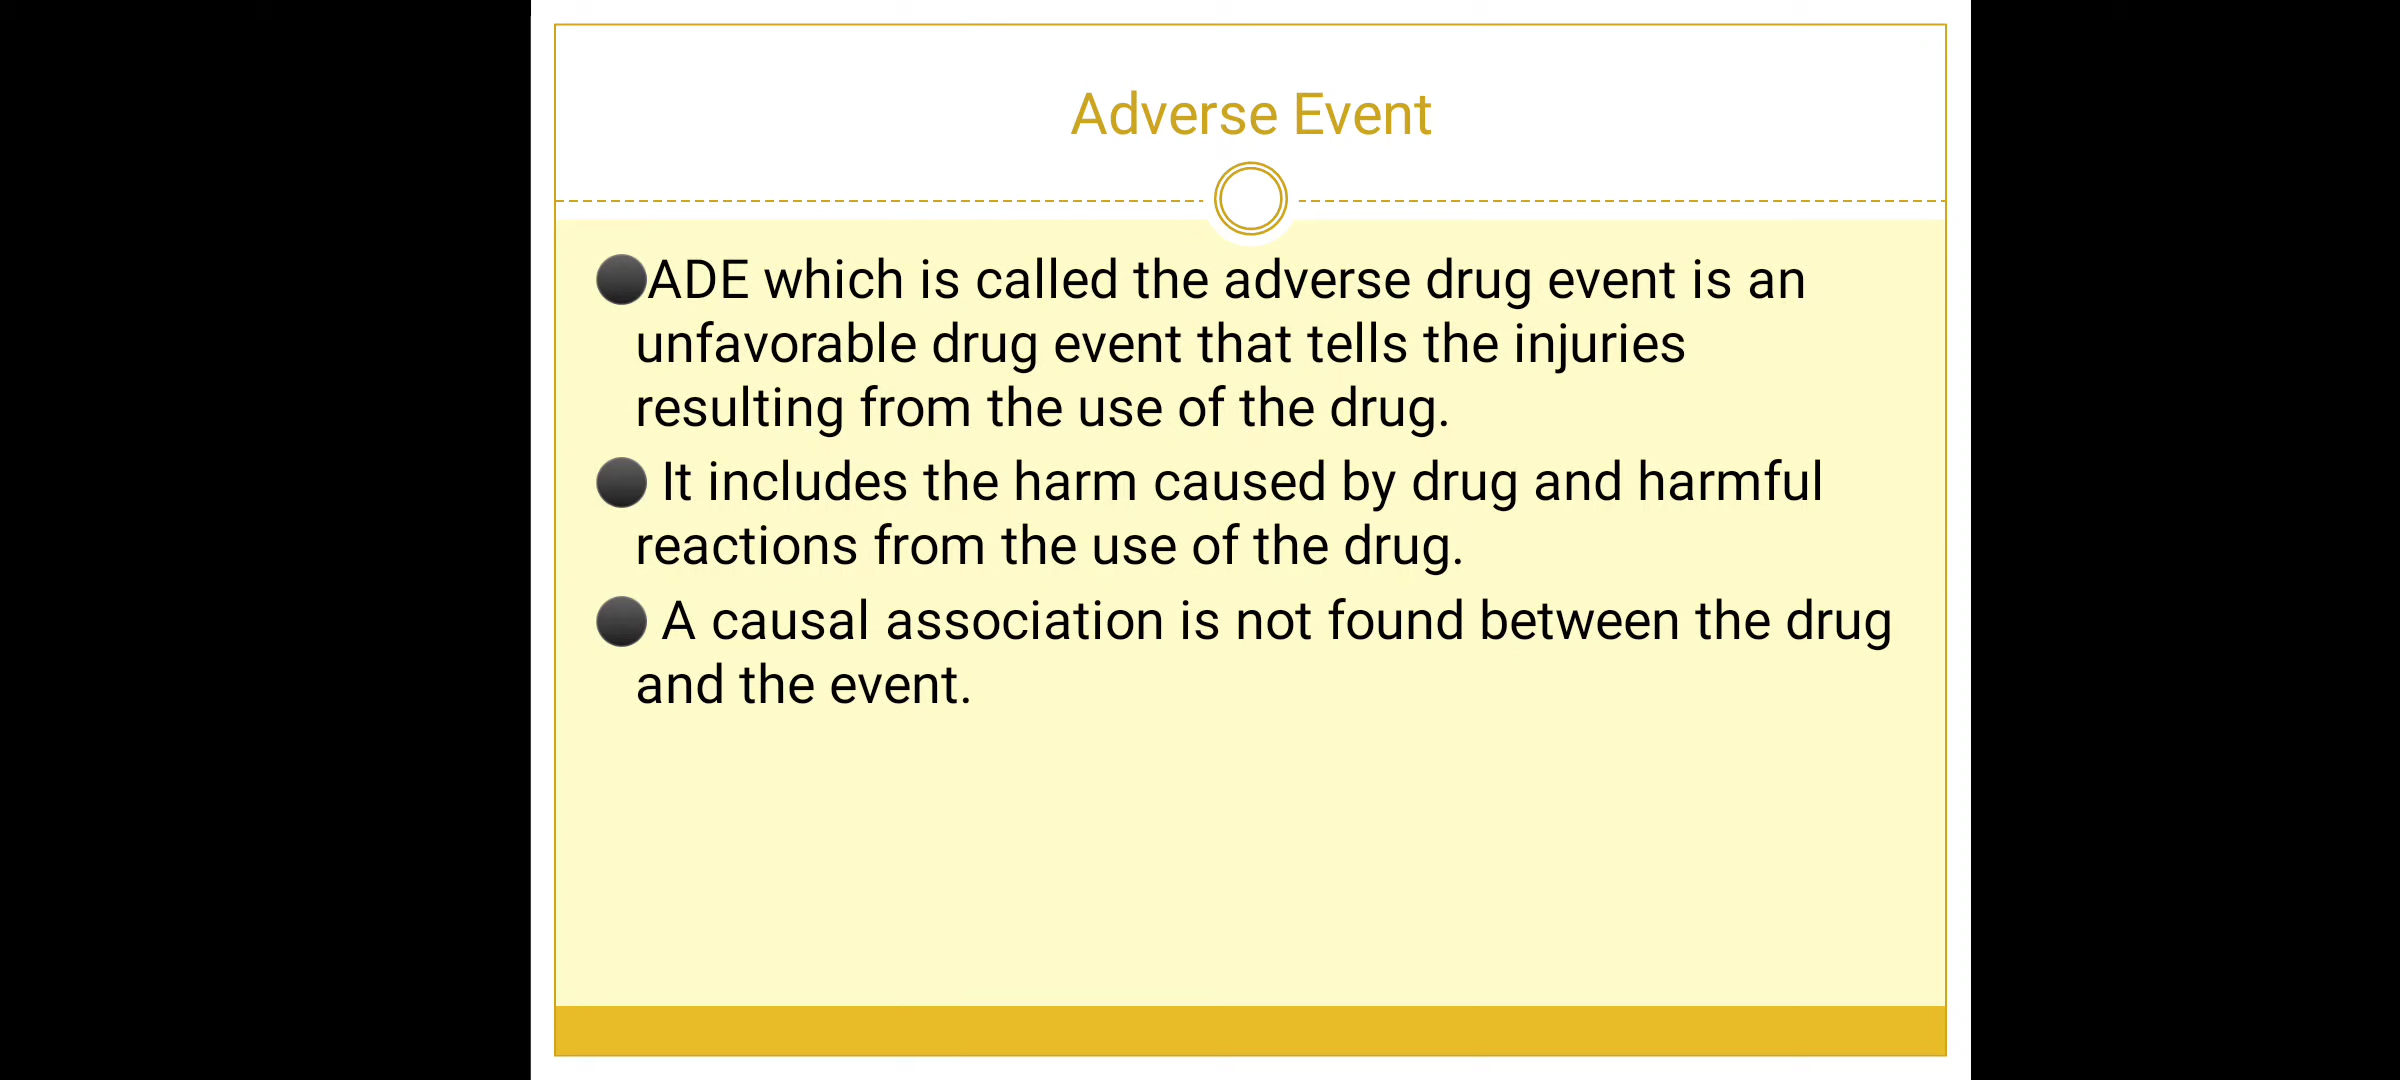 Adverse Event
⚫ADE which is called the adverse drug event is an
unfavorable drug event that tells the injuries
resulting from the use of the drug.
⚫ It includes the harm caused by drug and harmful
reactions from the use of the drug.
⚫ A causal association is not found between the drug
and the event.